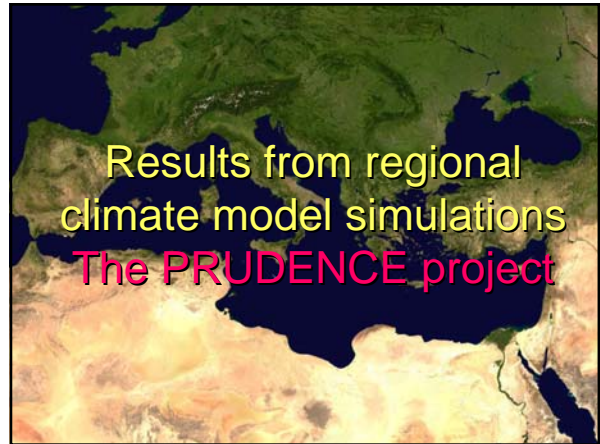 Results from regional
climate model simulations
The PRUDENCE project